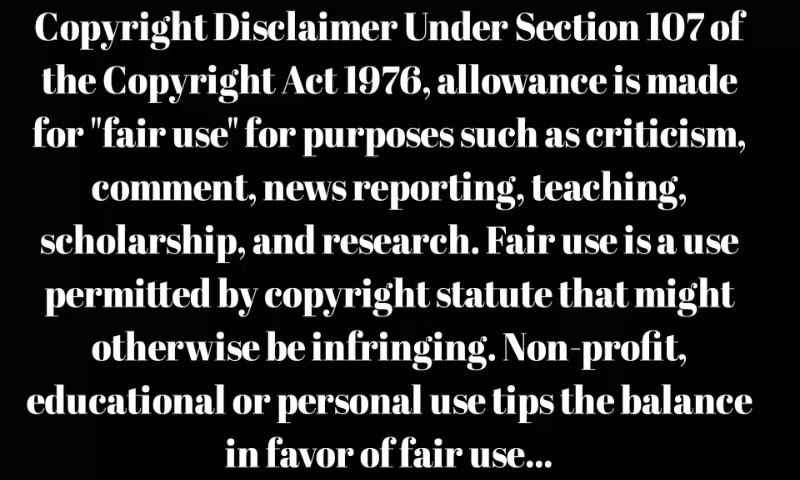 Copyright Disclaimer Under Section 107 of
the Copyright Act 1976, allowance is made
for "fair use" for purposes such as criticism,
comment, news reporting, teaching,
scholarship, and research. Fair use is a use
permitted by copyright statute that might
otherwise be infringing. Non-profit,
educational or personal use tips the balance
in favor of fair use...